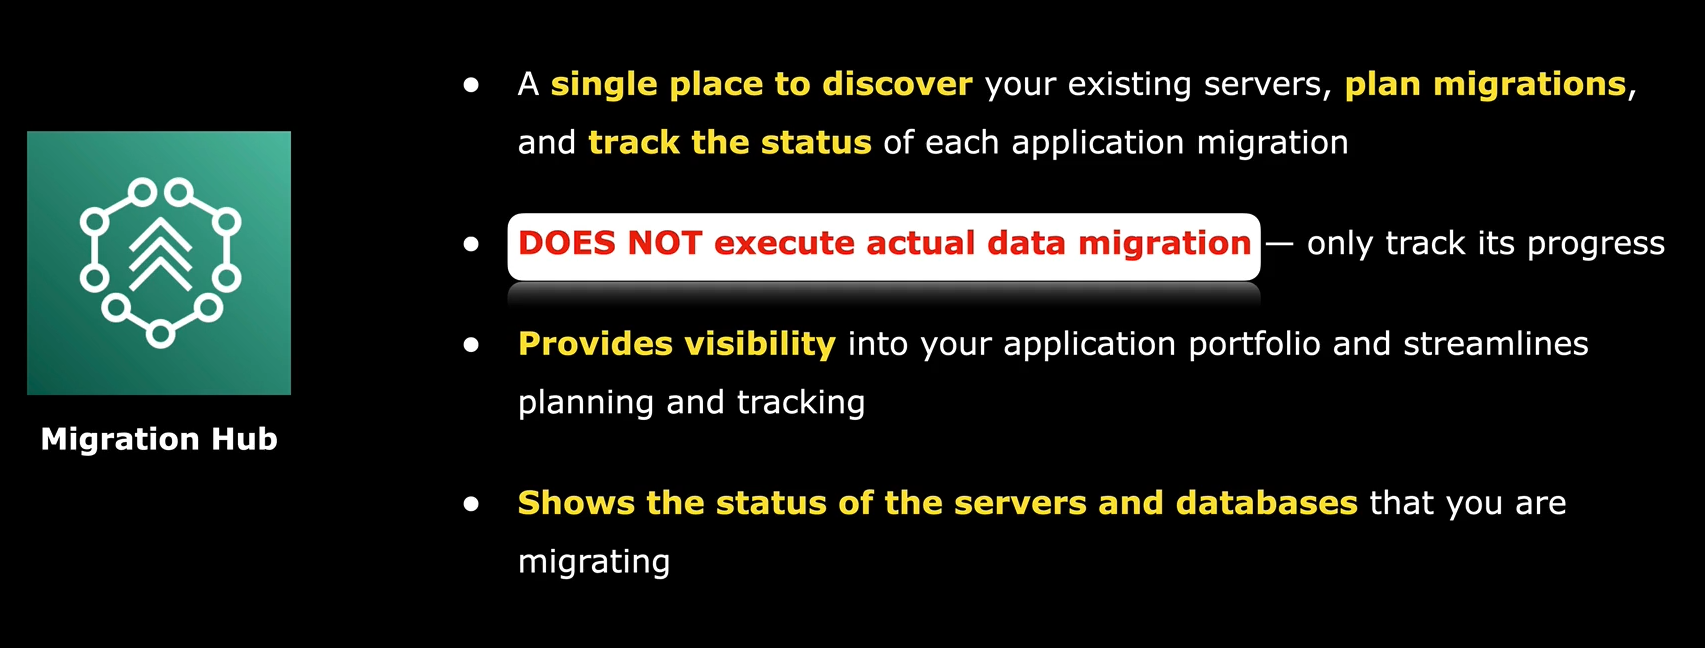 A single place to discover your existing servers, plan migrations,
and track the status of each application migration
DOES NOT execute actual data migration — only track its progress
Provides visibility into your application portfolio and streamlines
planning and tracking
Shows the status of the servers and databases that you are
migrating
Migration Hub